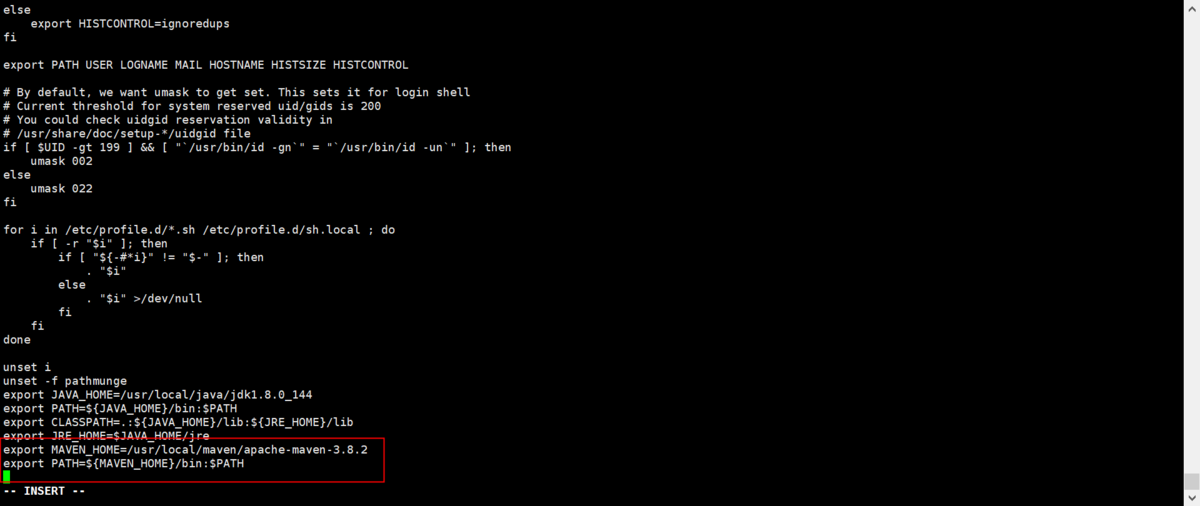 else
    export HISTCONTROL=ignoredups
fi

export PATH USER LOGNAME MAIL HOSTNAME HISTSIZE HISTCONTROL

# By default, we want umask to get set. This sets it for login shell
# Current threshold for system reserved uid/gids is 200
# You could check uidgid reservation validity in
# /usr/share/doc/setup-*/uidgid file
if [ $UID -gt 199 ] && [ "`/usr/bin/id -gn`" = "`/usr/bin/id -un`" ]; then
    umask 002
else
    umask 022
fi

for i in /etc/profile.d/*.sh /etc/profile.d/sh.local ; do
    if [ -r "$i" ]; then
        if [ "${-#*i}" != "$-" ]; then
            . "$i"
        else
            . "$i" >/dev/null
        fi
    fi
done

unset i
unset -f pathmunge
export JAVA_HOME=/usr/local/java/jdk1.8.0_144
export PATH=${JAVA_HOME}/bin:$PATH
export CLASSPATH=.:${JAVA_HOME}/lib:${JRE_HOME}/lib
export JRE_HOME=$JAVA_HOME/jre
export MAVEN_HOME=/usr/local/maven/apache-maven-3.8.2
export PATH=${MAVEN_HOME}/bin:$PATH

-- INSERT --